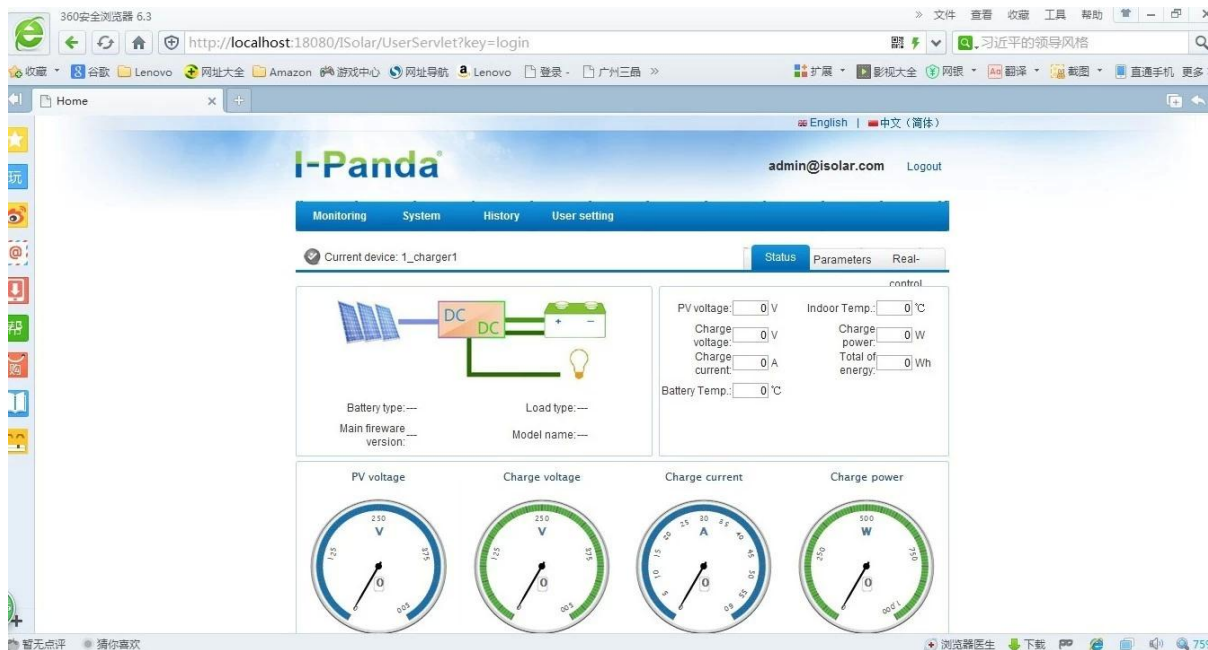 360安全浏览器 6.3
» 文件 查看 收藏 工具 帮助
http://localhost:18080/ISolar/UserServlet?key=login
习近平的领导风格
收藏 谷歌 Lenovo 网址大全 Amazon 游戏中心 网址导航 Lenovo 登录 - 广州三晶 »
扩展 影视大全 网银 翻译 截图 直通手机 更多
Home
English | 中文（简体）
I-Panda
admin@isolar.com Logout
Monitoring System History User setting
Current device: 1_charger1
Status Parameters Real-
control
玩
帮
购
DC
DC
+ −
Battery type:---
Load type:---
Main fireware
version:---
Model name:---
PV voltage: 0 V
Indoor Temp.: 0 ℃
Charge
voltage: 0 V
Charge
power: 0 W
Charge
current: 0 A
Total of
energy: 0 Wh
Battery Temp.: 0 ℃
PV voltage Charge voltage Charge current Charge power
125 250 375 500
V
0
125 250 375 500
V
0
5 10 15 20 25 30 35 40 45 50 55 60
A
0
250 500 750 1,000
W
0
暂无点评 猜你喜欢
浏览器医生 下载 75%